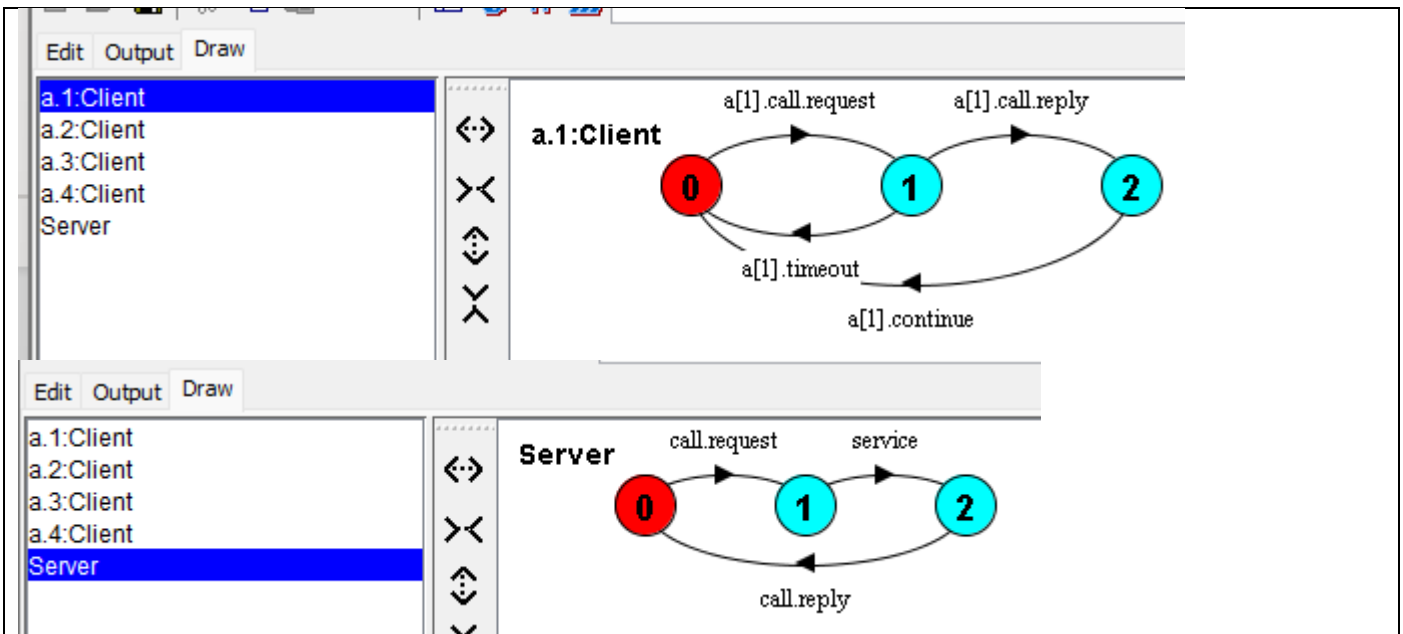 Edit Output Draw
a.1:Client
a.2:Client
a.3:Client
a.4:Client
Server
a.1:Client
a[1].call.request
a[1].call.reply
0
1
2
a[1].timeout
a[1].continue
Edit Output Draw
a.1:Client
a.2:Client
a.3:Client
a.4:Client
Server
Server
call.request
service
0
1
2
call.reply